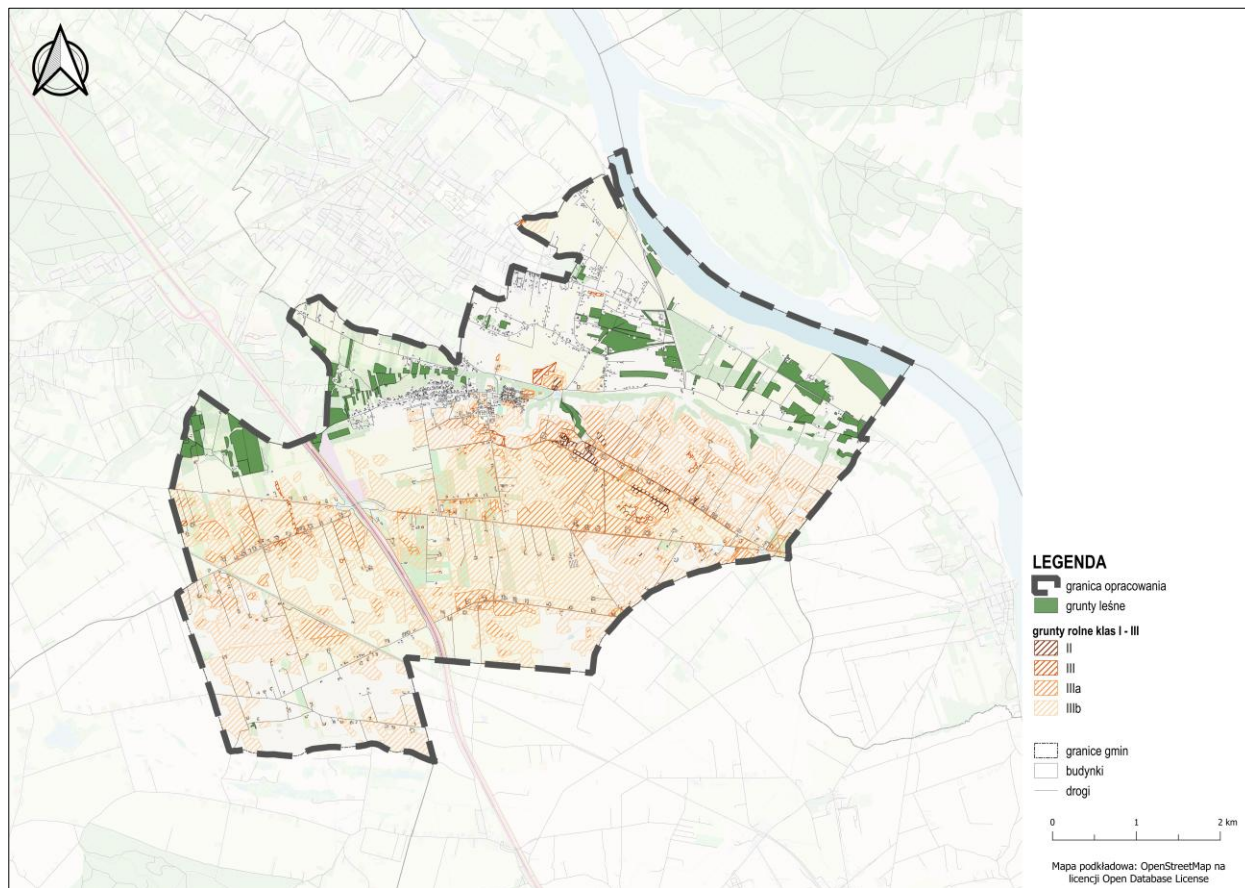 LEGENDA
granica opracowania
grunty leśne
grunty rolne klas I - III
II
III
IIIa
IIIb
granice gmin
budynki
drogi
0 1 2 km
Mapa podkładowa: OpenStreetMap na
licencji Open Database License